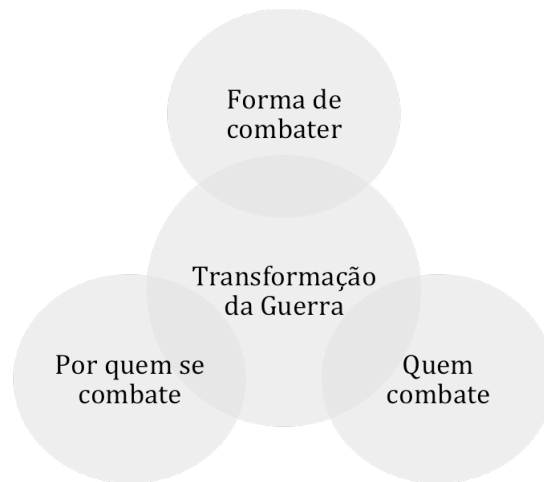 Forma de
combater
Transformação
da Guerra
Por quem se
combate
Quem
combate